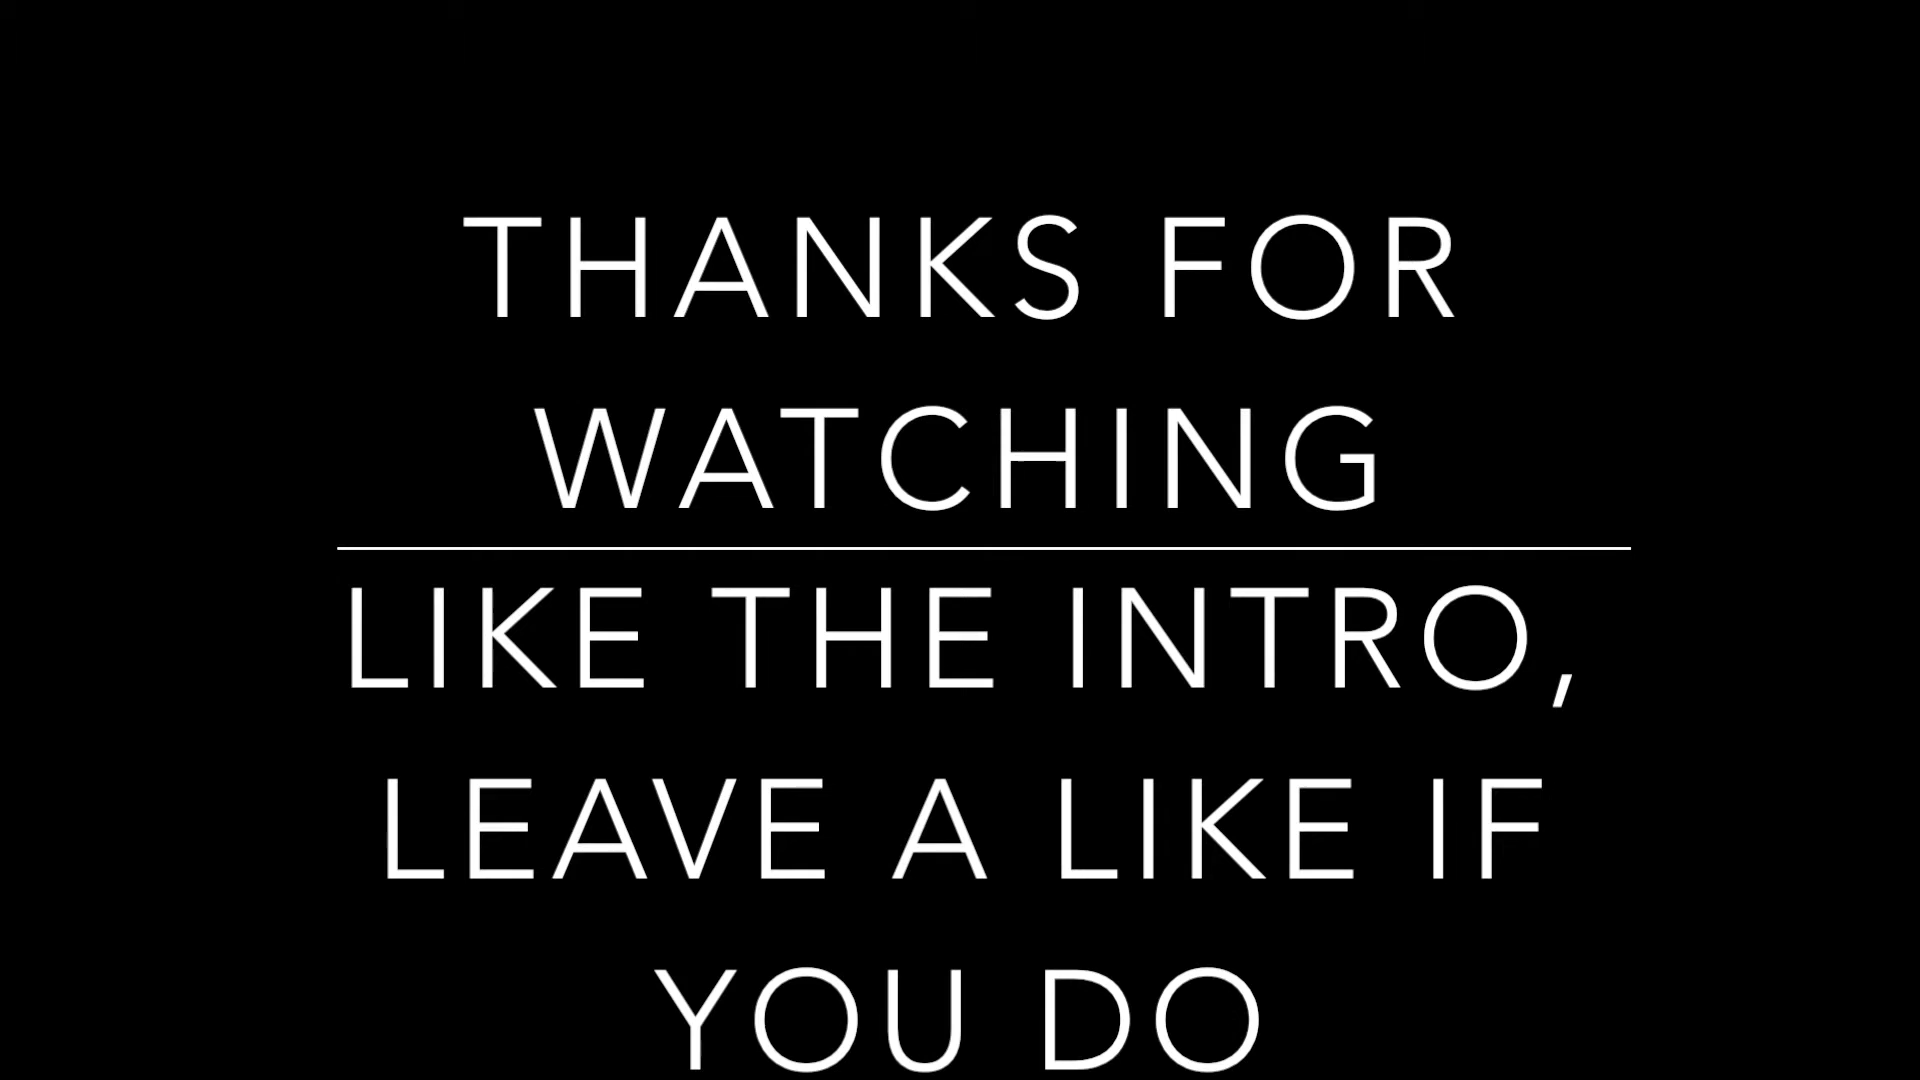 THANKS FOR
WATCHING
LIKE THE INTRO,
LEAVE A LIKE IF
YOU DO